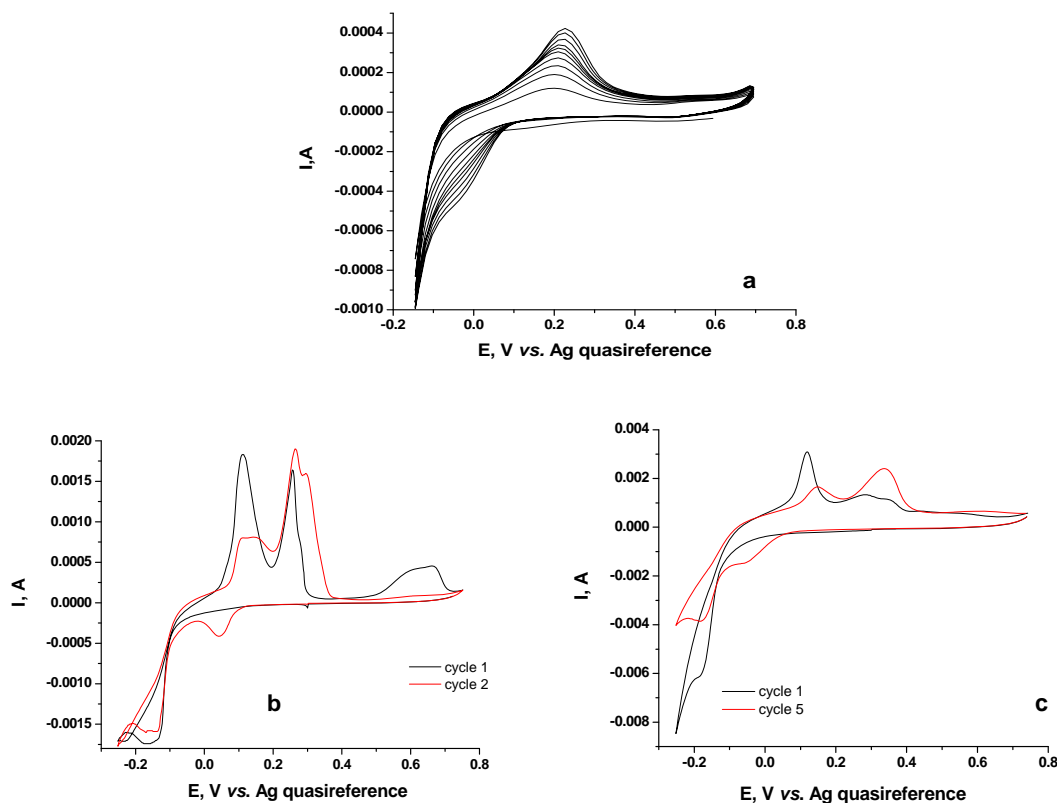 0.0004
0.0002
0.0000
-0.0002
-0.0004
-0.0006
-0.0008
-0.0010
I,A
a
-0.2 0.0 0.2 0.4 0.6 0.8
E, V vs. Ag quasireference
0.0020
0.0015
0.0010
0.0005
0.0000
-0.0005
-0.0010
-0.0015
I, A
cycle 1
cycle 2
b
-0.2 0.0 0.2 0.4 0.6 0.8
E, V vs. Ag quasireference
0.004
0.002
0.000
-0.002
-0.004
-0.006
-0.008
I, A
cycle 1
cycle 5
c
-0.2 0.0 0.2 0.4 0.6 0.8
E, V vs. Ag quasireference